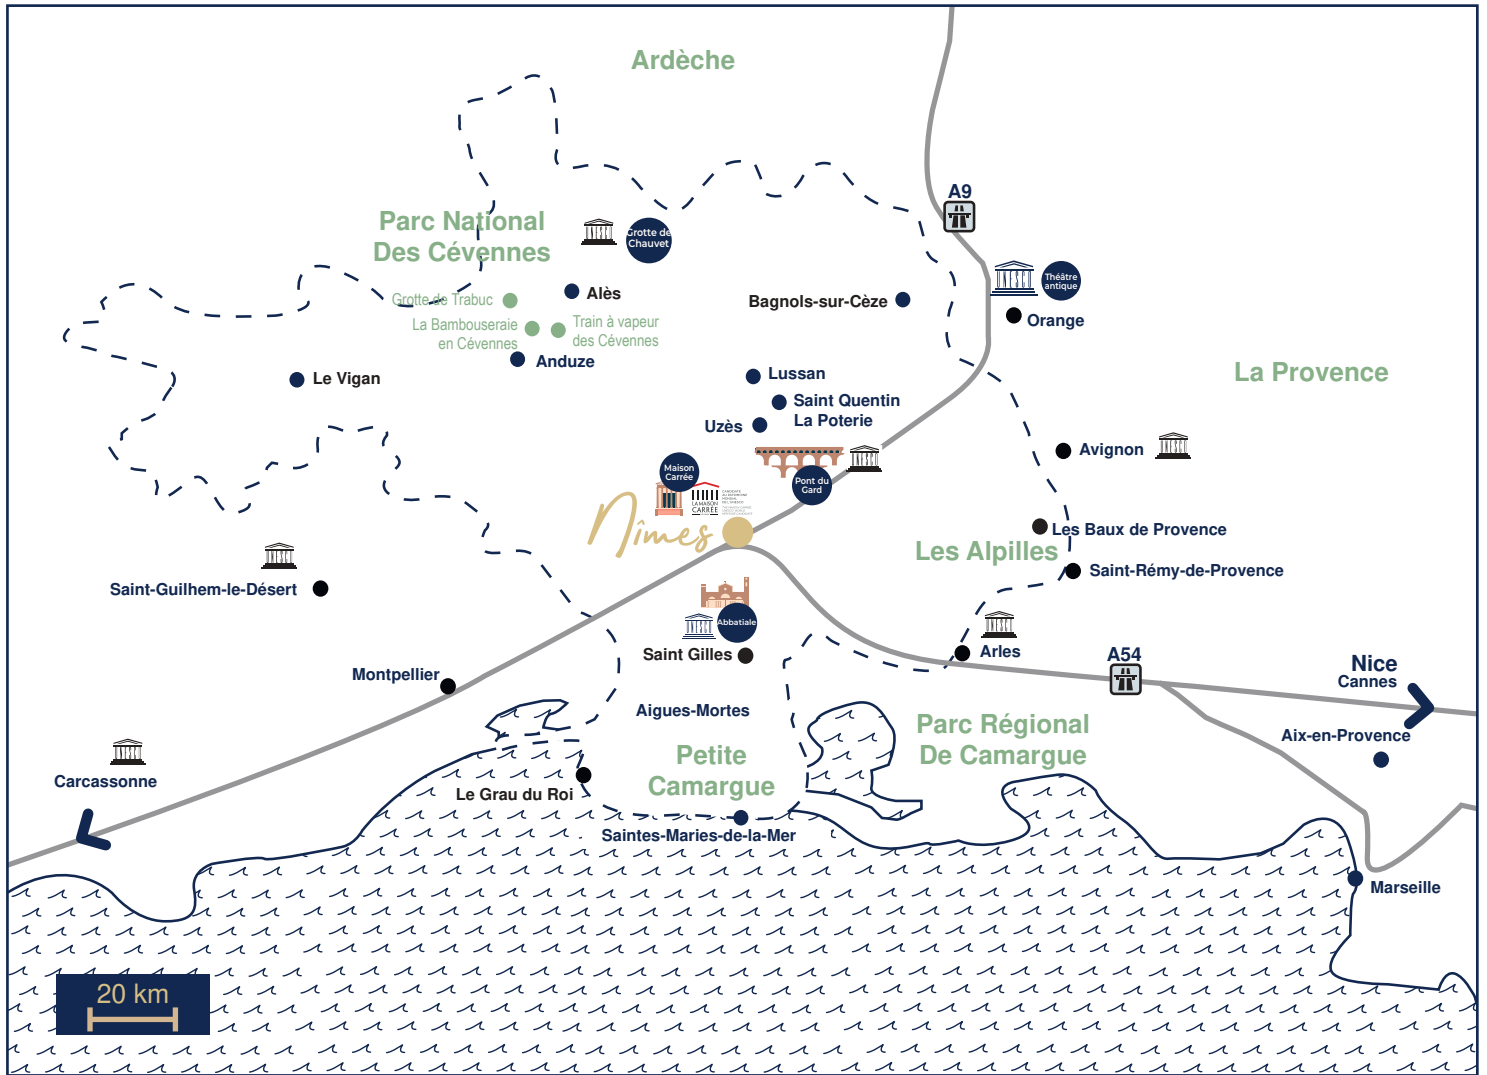 Ardèche
A9
Parc National
Des Cévennes
Grotte de
Chauvet
Théâtre
antique
Grotte de Trabuc
Alès
Bagnols-sur-Cèze
Orange
La Bambouseraie
en Cévennes
Train à vapeur
des Cévennes
Anduze
Le Vigan
Lussan
La Provence
Saint Quentin
La Poterie
Uzès
Avignon
Maison
Carrée
Pont du
Gard
LA MAISON
CARRÉE
Nîmes
Les Baux de Provence
Les Alpilles
Saint-Rémy-de-Provence
Saint-Guilhem-le-Désert
Abbatiale
Saint Gilles
Arles
A54
Montpellier
Nice
Cannes
Aigues-Mortes
Parc Régional
De Camargue
Aix-en-Provence
Petite
Camargue
Carcassonne
Le Grau du Roi
Saintes-Maries-de-la-Mer
Marseille
20 km